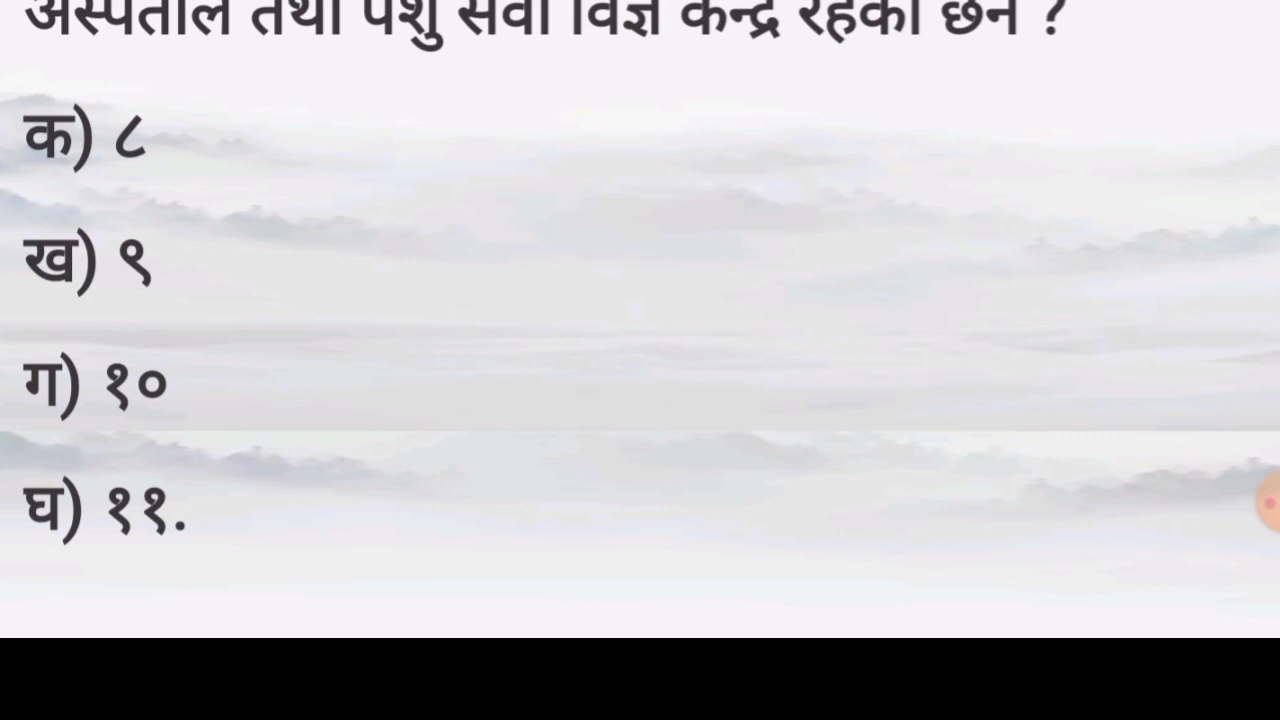 अस्पताल तथा पशु सेवा विज्ञ केन्द्र रहेका छन ?
क) ८
ख) ९
ग) १०
घ) ११.